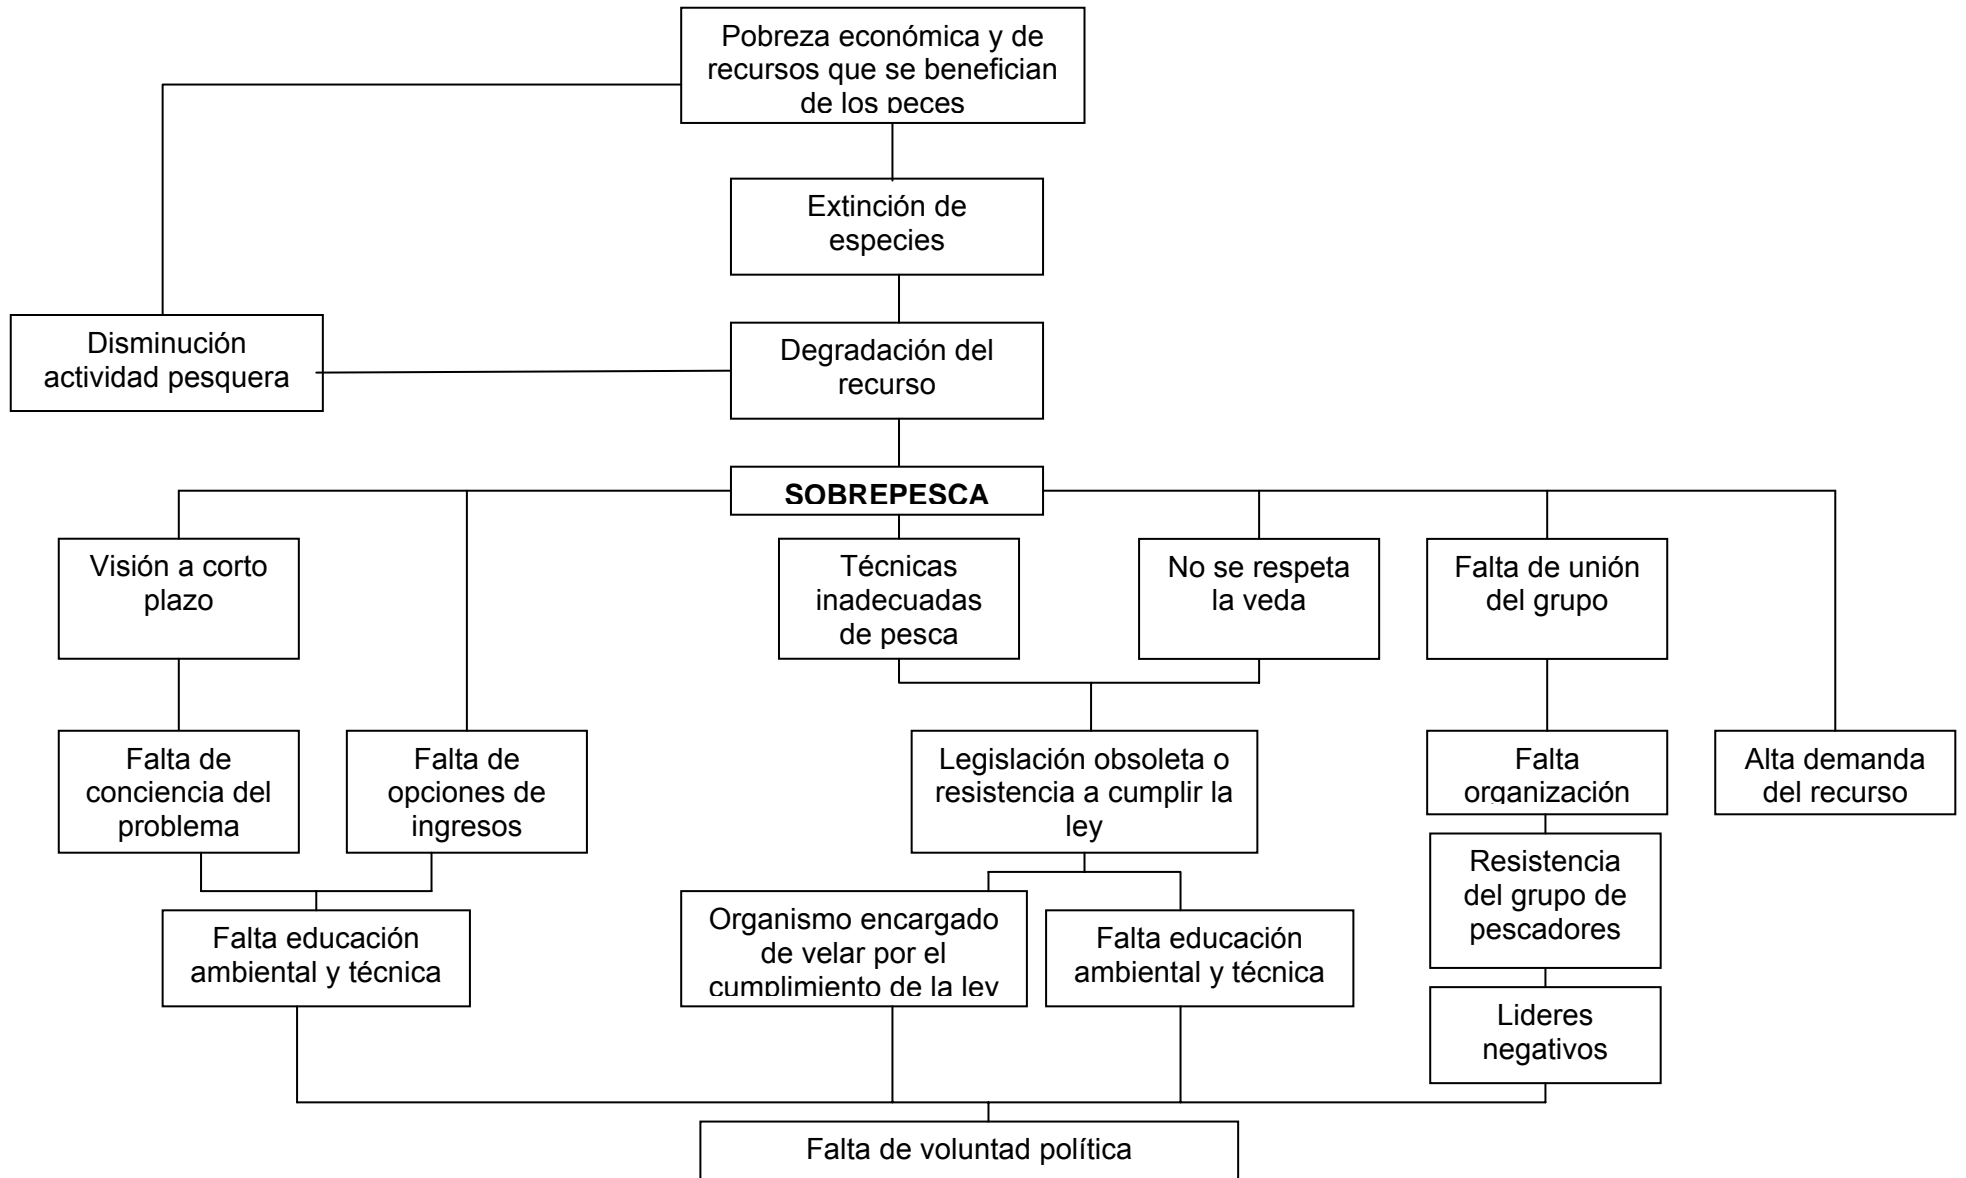 Pobreza económica y de
recursos que se benefician
de los peces
Extinción de
especies
Disminución
actividad pesquera
Degradación del
recurso
SOBREPESCA
Visión a corto
plazo
Técnicas
inadecuadas
de pesca
No se respeta
la veda
Falta de unión
del grupo
Falta de
conciencia del
problema
Falta de
opciones de
ingresos
Legislación obsoleta o
resistencia a cumplir la
ley
Falta
organización
Alta demanda
del recurso
Resistencia
del grupo de
pescadores
Falta educación
ambiental y técnica
Organismo encargado
de velar por el
cumplimiento de la ley
Falta educación
ambiental y técnica
Lideres
negativos
Falta de voluntad política